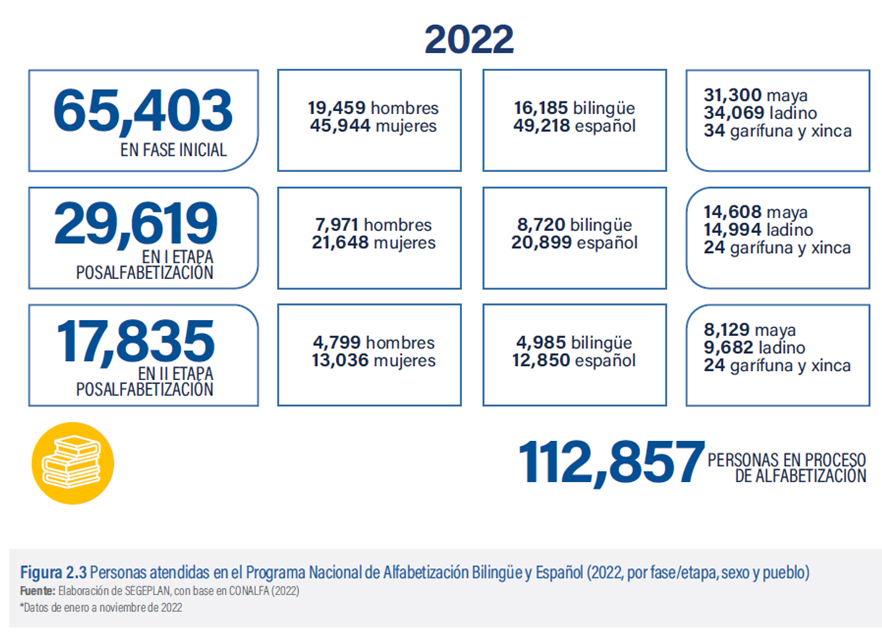 2022
65,403
EN FASE INICIAL
19,459 hombres
45,944 mujeres
16,185 bilingüe
49,218 español
31,300 maya
34,069 ladino
34 garífuna y xinca
29,619
EN I ETAPA
POSALFABETIZACIÓN
7,971 hombres
21,648 mujeres
8,720 bilingüe
20,899 español
14,608 maya
14,994 ladino
24 garífuna y xinca
17,835
EN II ETAPA
POSALFABETIZACIÓN
4,799 hombres
13,036 mujeres
4,985 bilingüe
12,850 español
8,129 maya
9,682 ladino
24 garífuna y xinca
112,857 PERSONAS EN PROCESO
DE ALFABETIZACIÓN
Figura 2.3 Personas atendidas en el Programa Nacional de Alfabetización Bilingüe y Español (2022, por fase/etapa, sexo y pueblo)
Fuente: Elaboración de SEGEPLAN, con base en CONALFA (2022)
*Datos de enero a noviembre de 2022